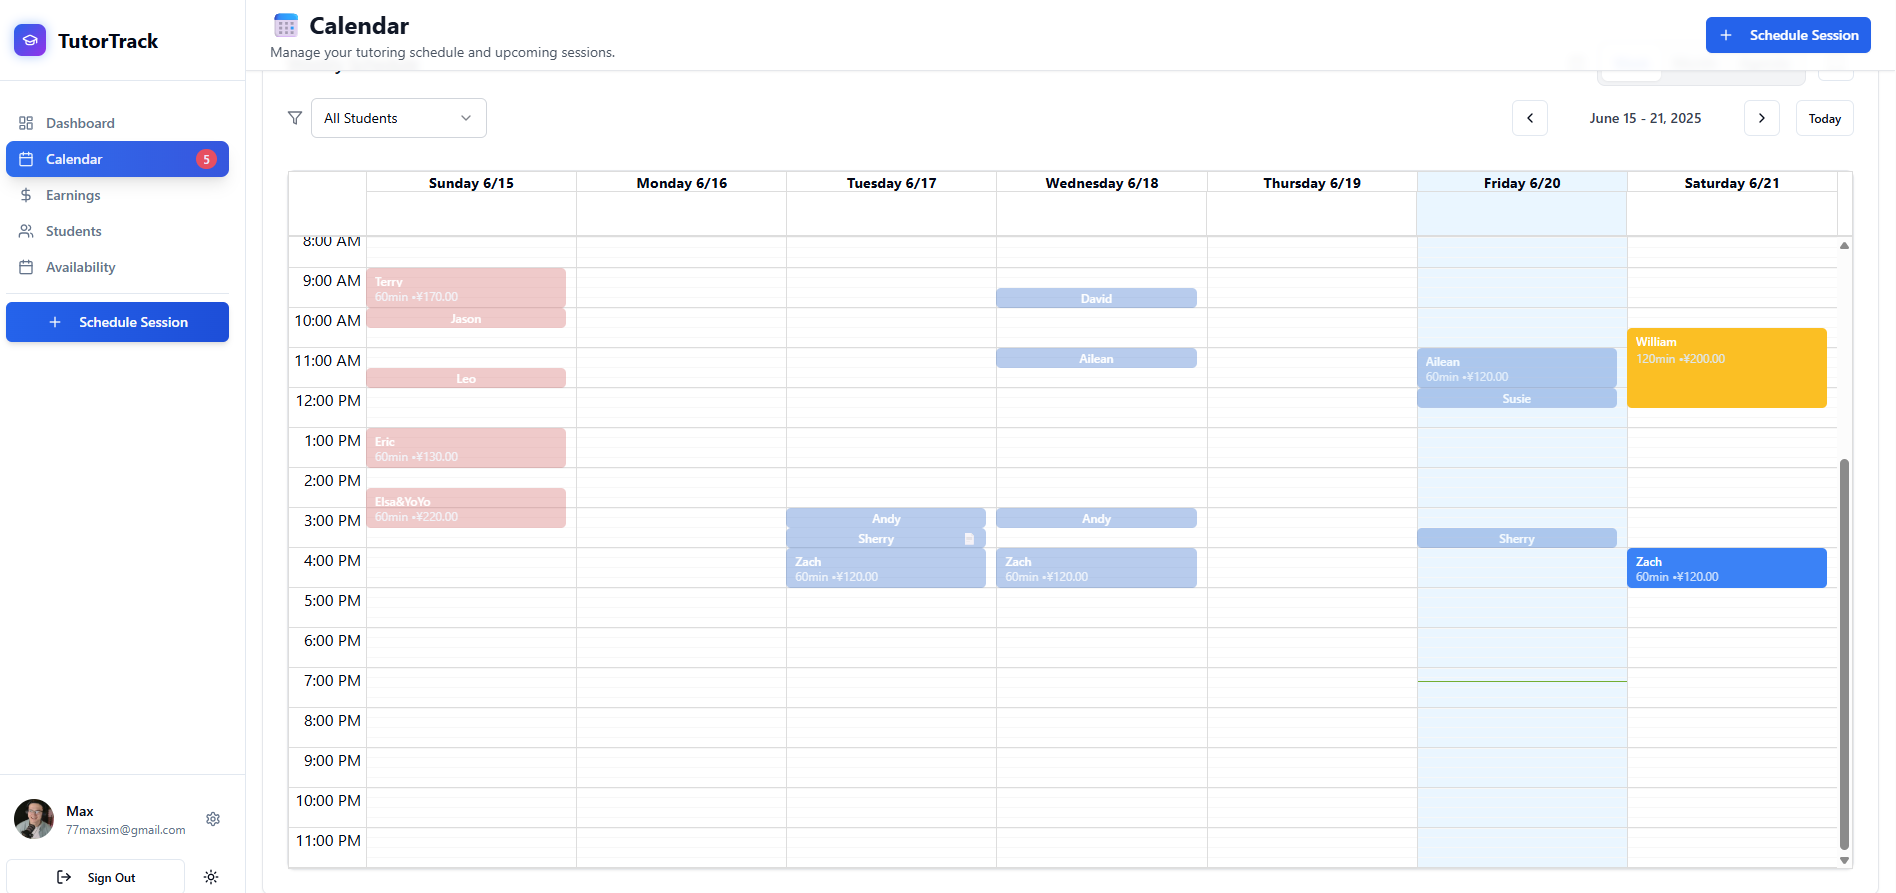 TutorTrack
Dashboard
Calendar
5
Earnings
Students
Availability
+ Schedule Session
Max
77maxsim@gmail.com
Sign Out
Calendar
Manage your tutoring schedule and upcoming sessions.
+ Schedule Session
All Students
June 15 - 21, 2025
Today
Sunday 6/15
Monday 6/16
Tuesday 6/17
Wednesday 6/18
Thursday 6/19
Friday 6/20
Saturday 6/21
8:00 AM
9:00 AM
10:00 AM
11:00 AM
12:00 PM
1:00 PM
2:00 PM
3:00 PM
4:00 PM
5:00 PM
6:00 PM
7:00 PM
8:00 PM
9:00 PM
10:00 PM
11:00 PM
Terry
60min •¥170.00
Jason
Leo
Eric
60min •¥130.00
Elsa&YoYo
60min •¥220.00
Andy
Sherry
Zach
60min •¥120.00
David
Ailean
Andy
Zach
60min •¥120.00
Ailean
60min •¥120.00
Susie
Sherry
William
120min •¥200.00
Zach
60min •¥120.00